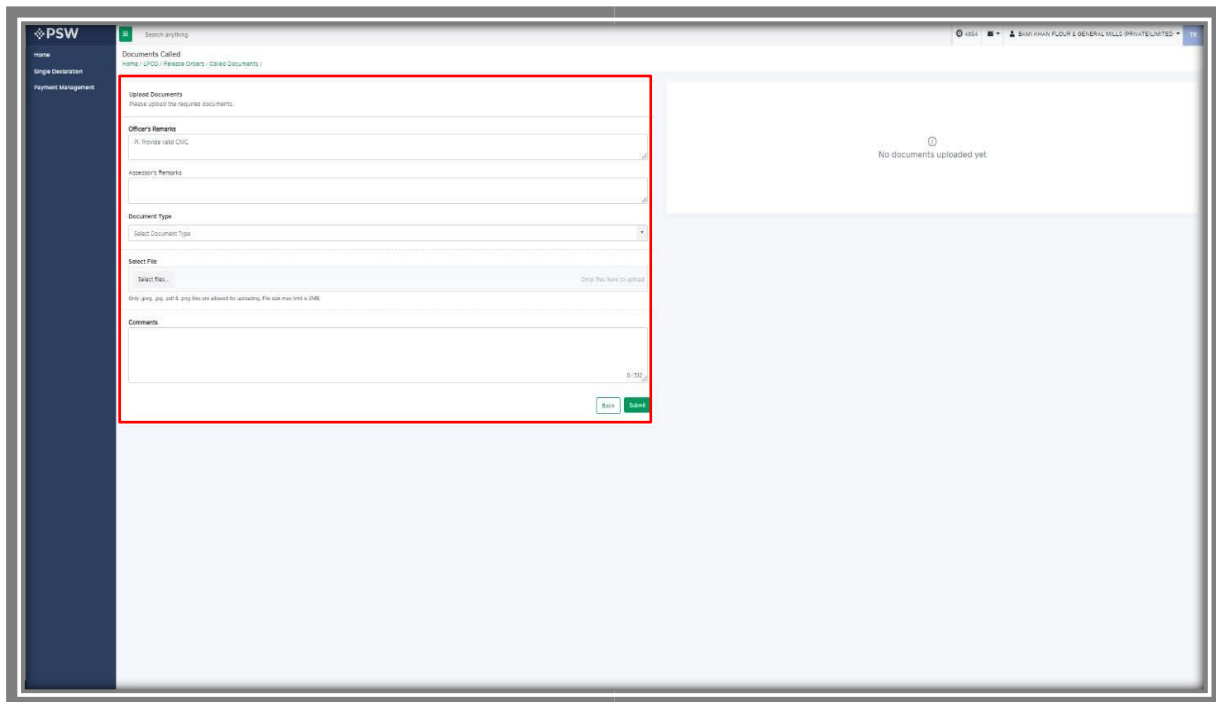 PSW
Search anything
4954
BAMI KHAN FLOUR & GENERAL MILLS (PRIVATE)LIMITED
TR
Home
Single Declaration
Payment Management
Documents Called
Home / LPCO / Release Orders / Called Documents /
Upload Documents
Please upload the required documents.
Officer's Remarks
Pl. Provide valid CNIC
Assessor's Remarks
Document Type
Select Document Type
Select File
Select files...
Drop files here to upload
Only .jpeg, .jpg, .pdf & .png files are allowed for uploading. File size max limit is 2MB.
Comments
0 / 512
Back
Submit
No documents uploaded yet